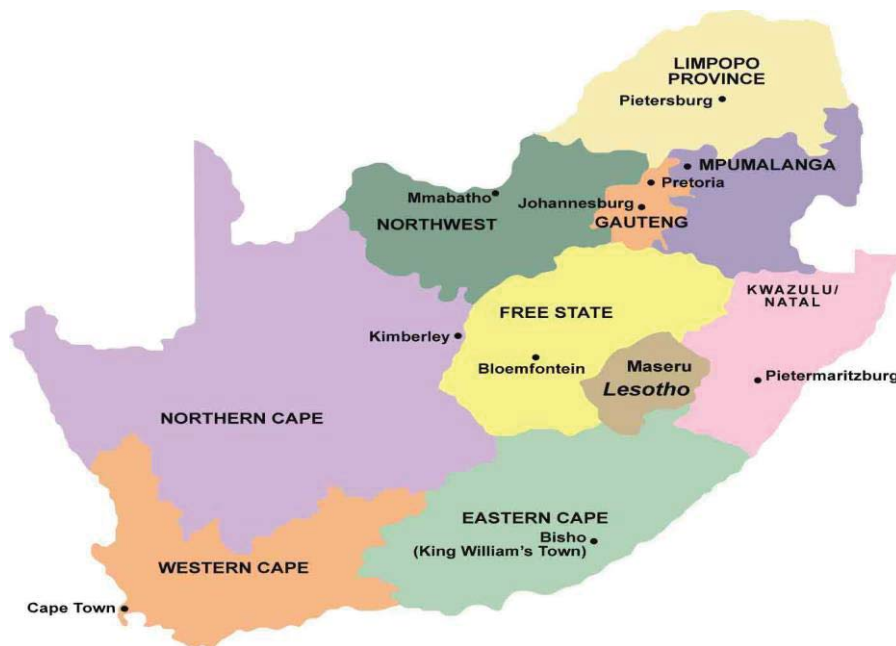 LIMPOPO
PROVINCE
Pietersburg
MPUMALANGA
Pretoria
Mmabatho
Johannesburg
NORTHWEST
GAUTENG
KWAZULU/
NATAL
FREE STATE
Kimberley
Bloemfontein
Maseru
Lesotho
Pietermaritzburg
NORTHERN CAPE
EASTERN CAPE
Bisho
(King William's Town)
WESTERN CAPE
Cape Town